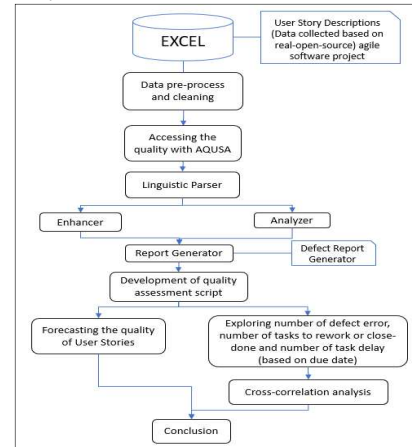 EXCEL
User Story Descriptions
(Data collected based on
real-open-source) agile
software project
Data pre-process
and cleaning
Accessing the
quality with AQUSA
Linguistic Parser
Enhancer
Analyzer
Report Generator
Defect Report
Generator
Development of quality
assessment script
Forecasting the quality
of User Stories
Exploring number of defect error,
number of tasks to rework or close-
done and number of task delay
(based on due date)
Cross-correlation analysis
Conclusion